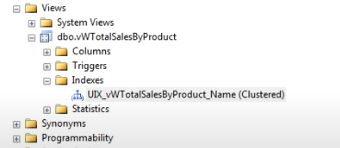 Views
System Views
dbo.vWTotalSalesByProduct
Columns
Triggers
Indexes
UIX_vWTotalSalesByProduct_Name (Clustered)
Statistics
Synonyms
Programmability